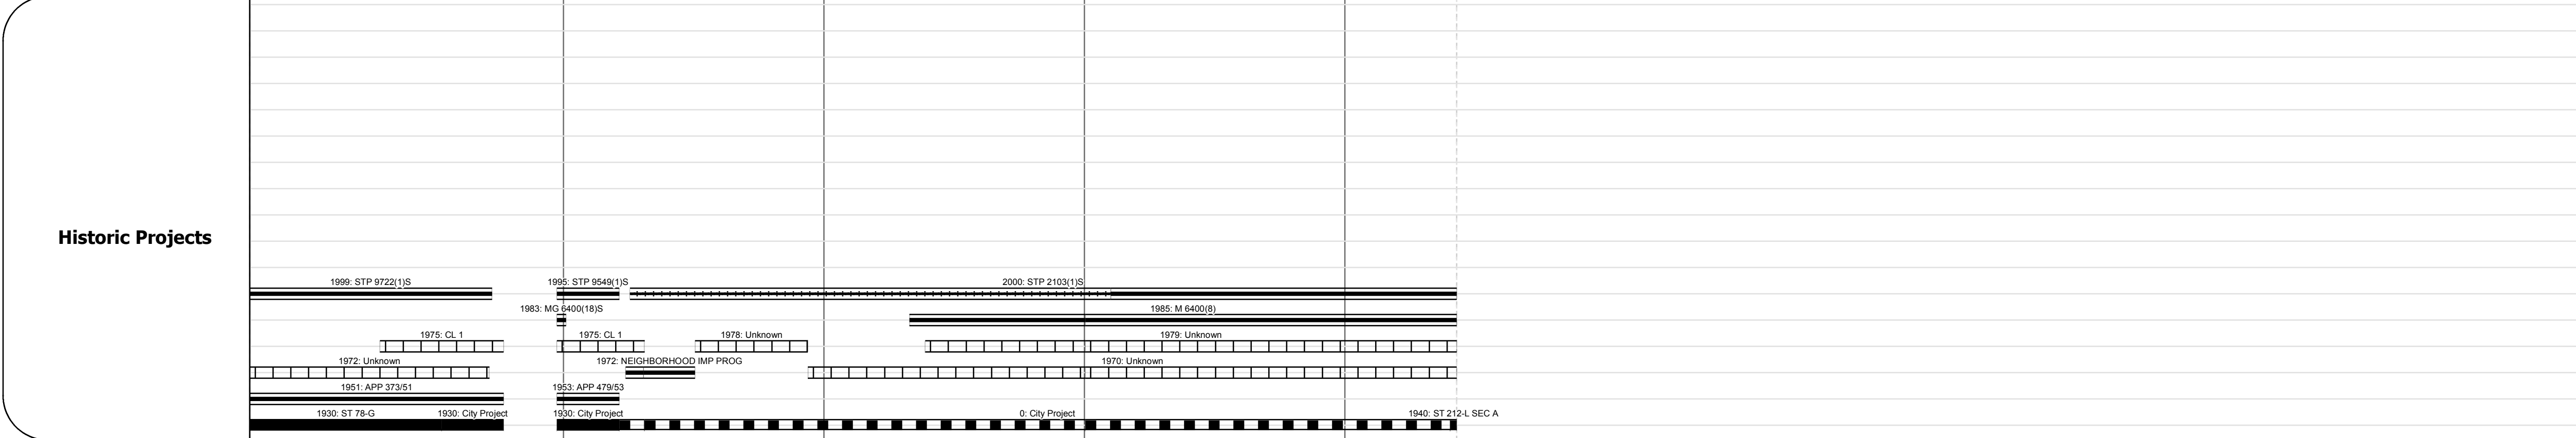 Historic Projects
1999: STP 9722(1)S 1995: STP 9549(1)S 2000: STP 2103(1)S
1983: MG 6400(18)S 1985: M 6400(8)
1975: CL 1 1975: CL 1 1978: Unknown 1979: Unknown
1972: Unknown 1972: NEIGHBORHOOD IMP PROG 1970: Unknown
1951: APP 373/51 1953: APP 479/53
1930: ST 78-G 1930: City Project 1930: City Project 0: City Project 1940: ST 212-L SEC A